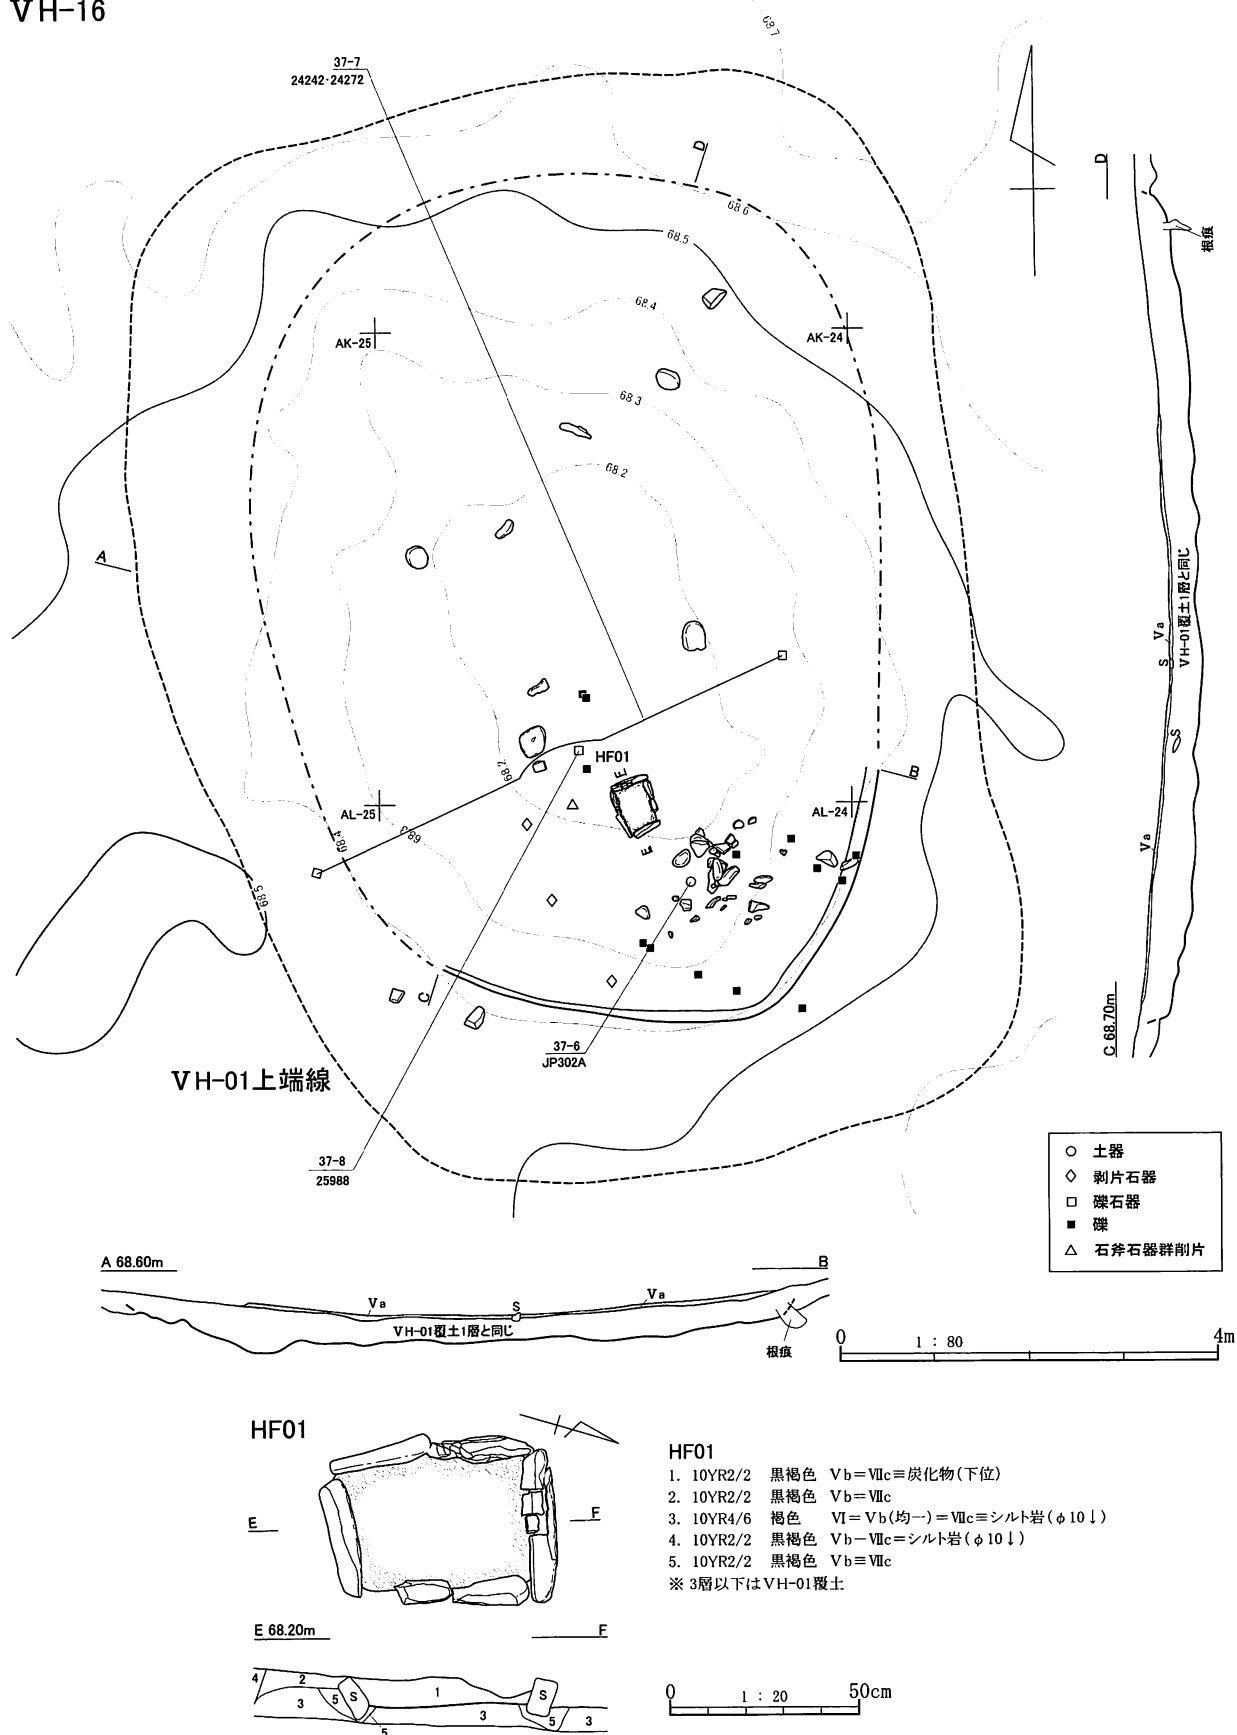 VH-16
68.7
37-7
24242·24272
D
68.6
68.5
68.4
AK-25
AK-24
68.3
68.2
A
HF01
E
68.2
B
AL-25
AL-24
68.3
68.4
E
68.5
C
37-6
JP302A
VH-01上端線
37-8
25988
D
根痕
VH-01覆土1層と同じ
Va
S
S
Va
C 68.70m
○ 土器
◇ 剥片石器
□ 礫石器
■ 礫
△ 石斧石器群削片
A 68.60m
B
Va
S
Va
VH-01覆土1層と同じ
根痕
0 1 : 80 4m
HF01
E
F
HF01
1. 10YR2/2 黒褐色 Vb=Ⅶc≡炭化物(下位)
2. 10YR2/2 黒褐色 Vb=Ⅶc
3. 10YR4/6 褐色 Ⅵ=Vb(均一)=Ⅶc≡シルト岩(φ10↓)
4. 10YR2/2 黒褐色 Vb-Ⅶc=シルト岩(φ10↓)
5. 10YR2/2 黒褐色 Vb≡Ⅶc
※ 3層以下はVH-01覆土
E 68.20m
F
4 2 1
3 5 S 3 S 5 3
5
0 1 : 20 50cm